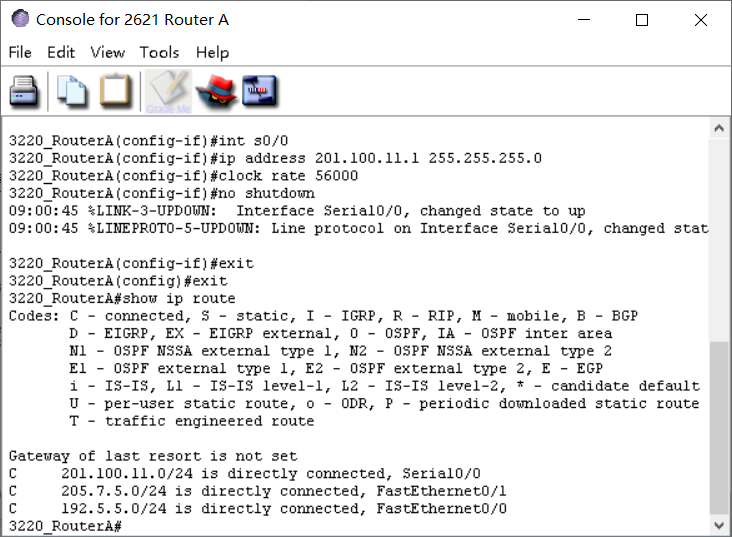 Console for 2621 Router A
File Edit View Tools Help
Grade Me
3220_RouterA(config-if)#int s0/0
3220_RouterA(config-if)#ip address 201.100.11.1 255.255.255.0
3220_RouterA(config-if)#clock rate 56000
3220_RouterA(config-if)#no shutdown
09:00:45 %LINK-3-UPDOWN:  Interface Serial0/0, changed state to up
09:00:45 %LINEPROTO-5-UPDOWN: Line protocol on Interface Serial0/0, changed stat
3220_RouterA(config-if)#exit
3220_RouterA(config)#exit
3220_RouterA#show ip route
Codes: C - connected, S - static, I - IGRP, R - RIP, M - mobile, B - BGP
       D - EIGRP, EX - EIGRP external, O - OSPF, IA - OSPF inter area
       N1 - OSPF NSSA external type 1, N2 - OSPF NSSA external type 2
       E1 - OSPF external type 1, E2 - OSPF external type 2, E - EGP
       i - IS-IS, L1 - IS-IS level-1, L2 - IS-IS level-2, * - candidate default
       U - per-user static route, o - ODR, P - periodic downloaded static route
       T - traffic engineered route
Gateway of last resort is not set
C     201.100.11.0/24 is directly connected, Serial0/0
C     205.7.5.0/24 is directly connected, FastEthernet0/1
C     192.5.5.0/24 is directly connected, FastEthernet0/0
3220_RouterA#